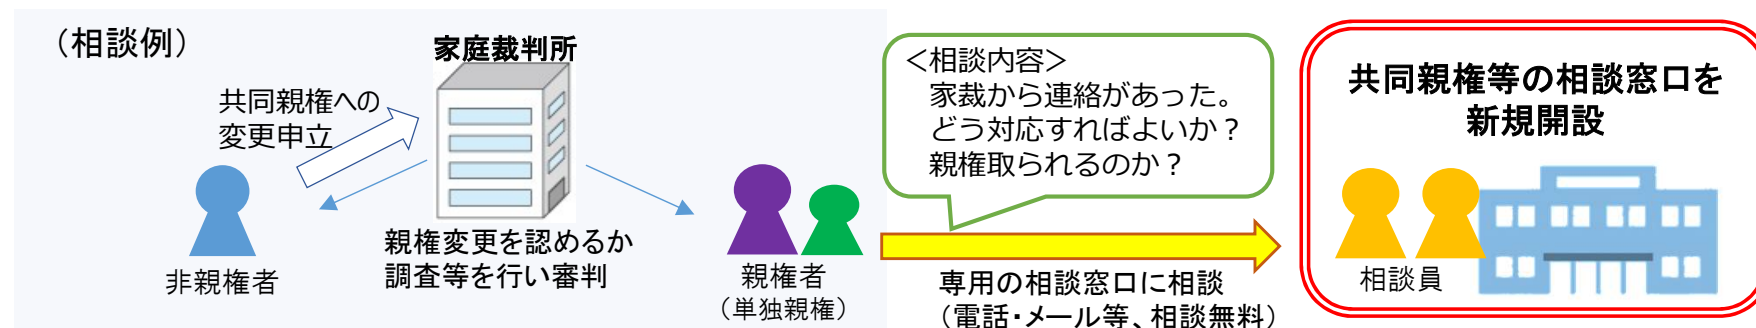 （相談例）
家庭裁判所
共同親権への
変更申立
非親権者
親権変更を認めるか
調査等を行い審判
親権者
（単独親権）
＜相談内容＞
家裁から連絡があった。
どう対応すればよいか？
親権取られるのか？
専用の相談窓口に相談
（電話・メール等、相談無料）
共同親権等の相談窓口を
新規開設
相談員